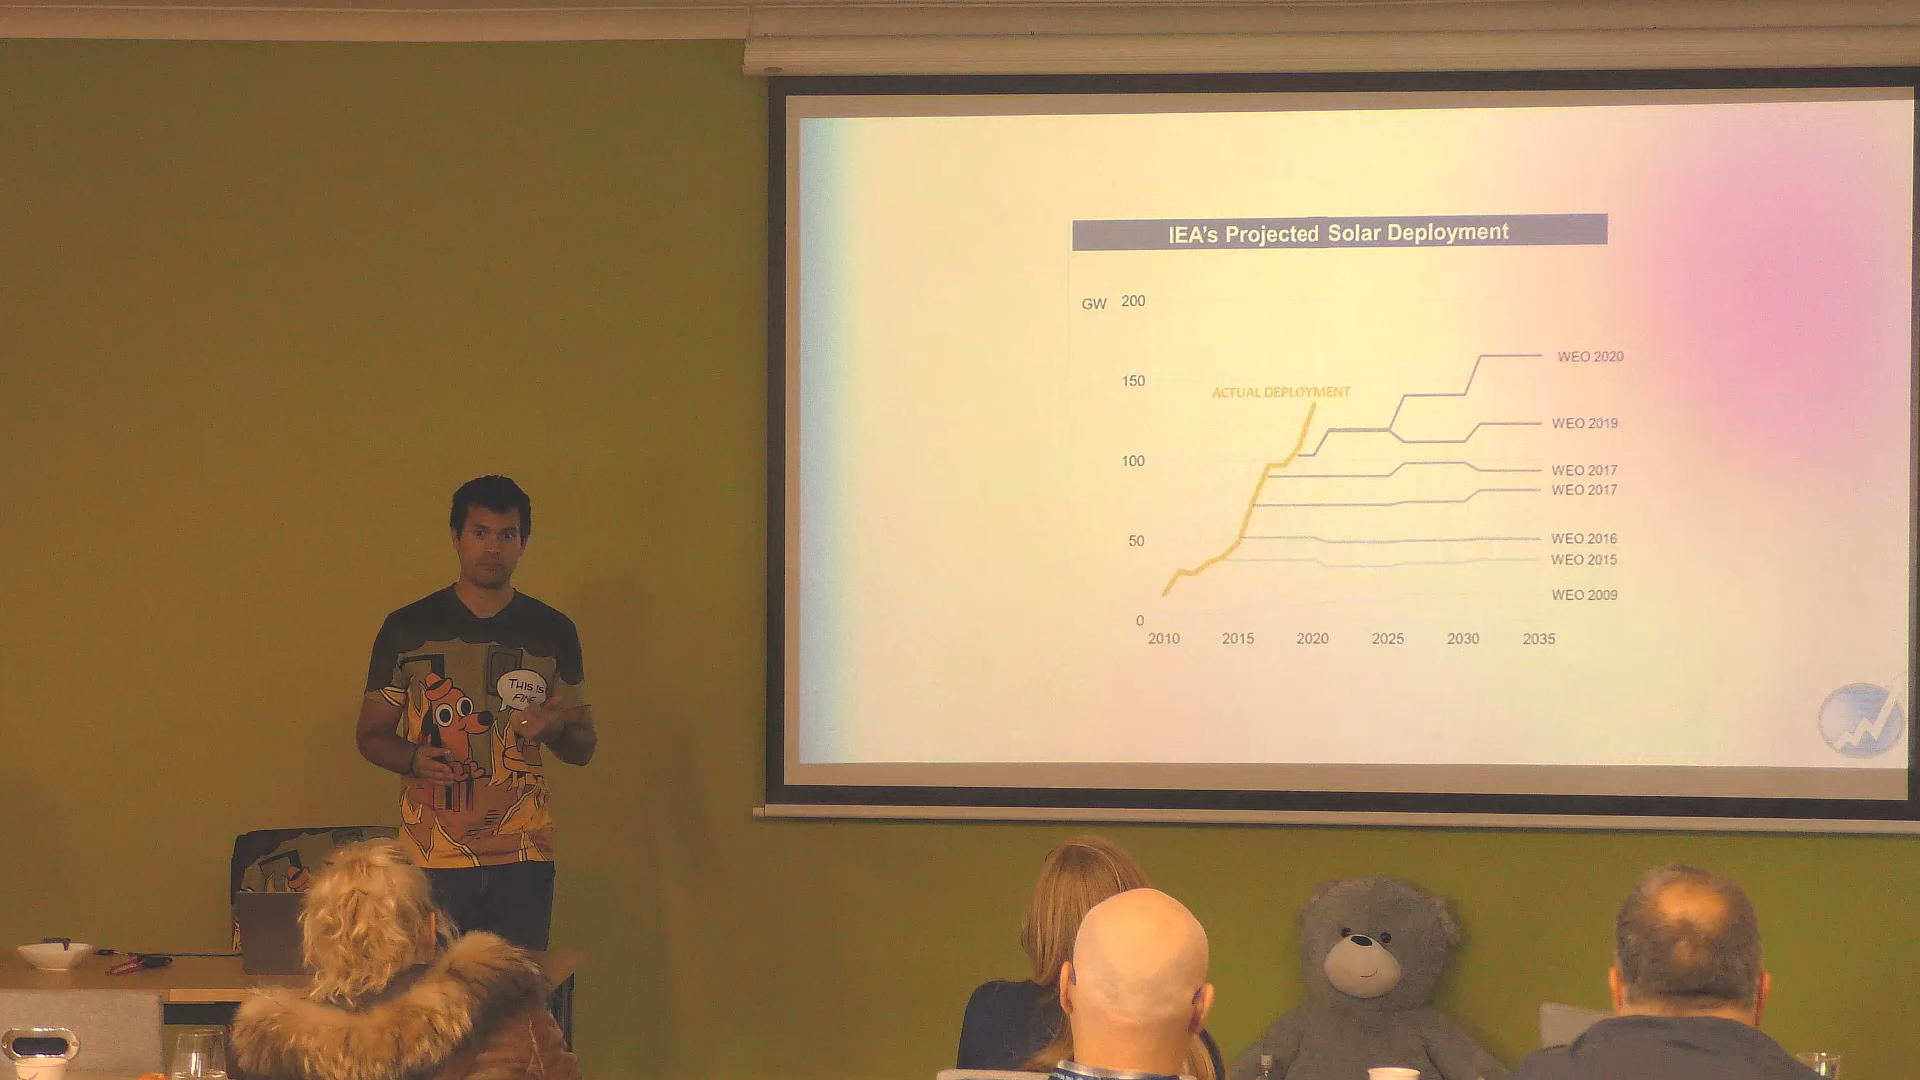 IEA's Projected Solar Deployment
GW 200
150
100
50
0
ACTUAL DEPLOYMENT
WEO 2020
WEO 2019
WEO 2017
WEO 2017
WEO 2016
WEO 2015
WEO 2009
2010 2015 2020 2025 2030 2035
THIS IS
FINE